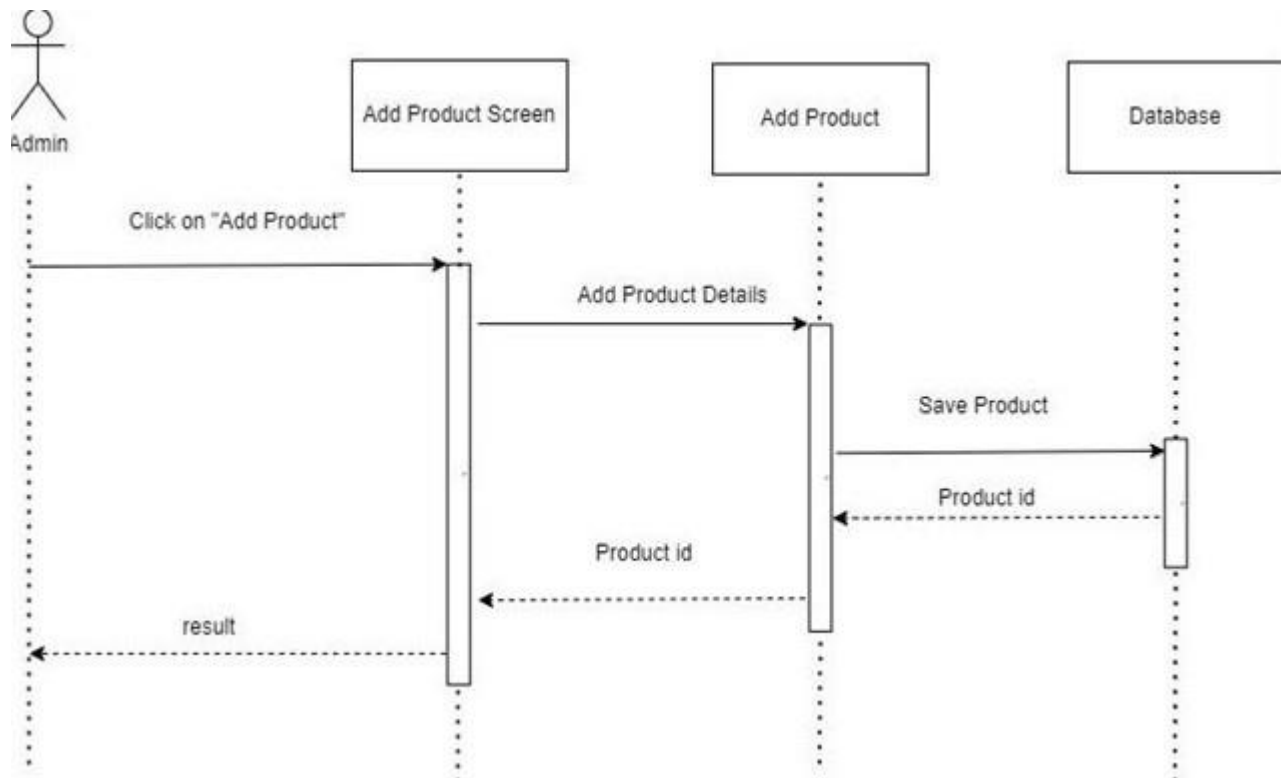 Admin
Add Product Screen
Add Product
Database
Click on "Add Product"
Add Product Details
Save Product
Product id
Product id
result